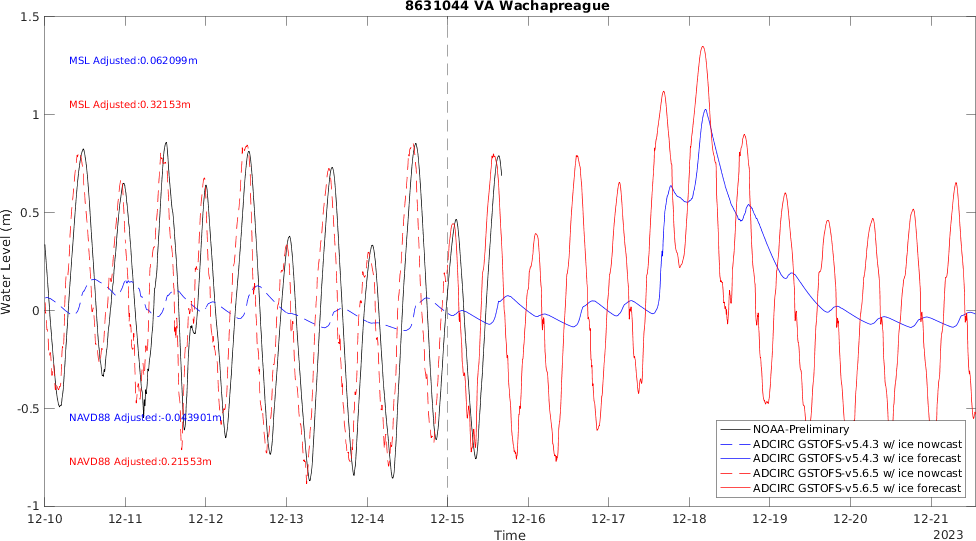 8631044 VA Wachapreague
1.5
1
0.5
0
-0.5
-1
Water Level (m)
MSL Adjusted:0.062099m
MSL Adjusted:0.32153m
NAVD88 Adjusted:-0.043901m
NAVD88 Adjusted:0.21553m
NOAA-Preliminary
ADCIRC GSTOFS-v5.4.3 w/ ice nowcast
ADCIRC GSTOFS-v5.4.3 w/ ice forecast
ADCIRC GSTOFS-v5.6.5 w/ ice nowcast
ADCIRC GSTOFS-v5.6.5 w/ ice forecast
12-10 12-11 12-12 12-13 12-14 12-15 12-16 12-17 12-18 12-19 12-20 12-21
Time
2023